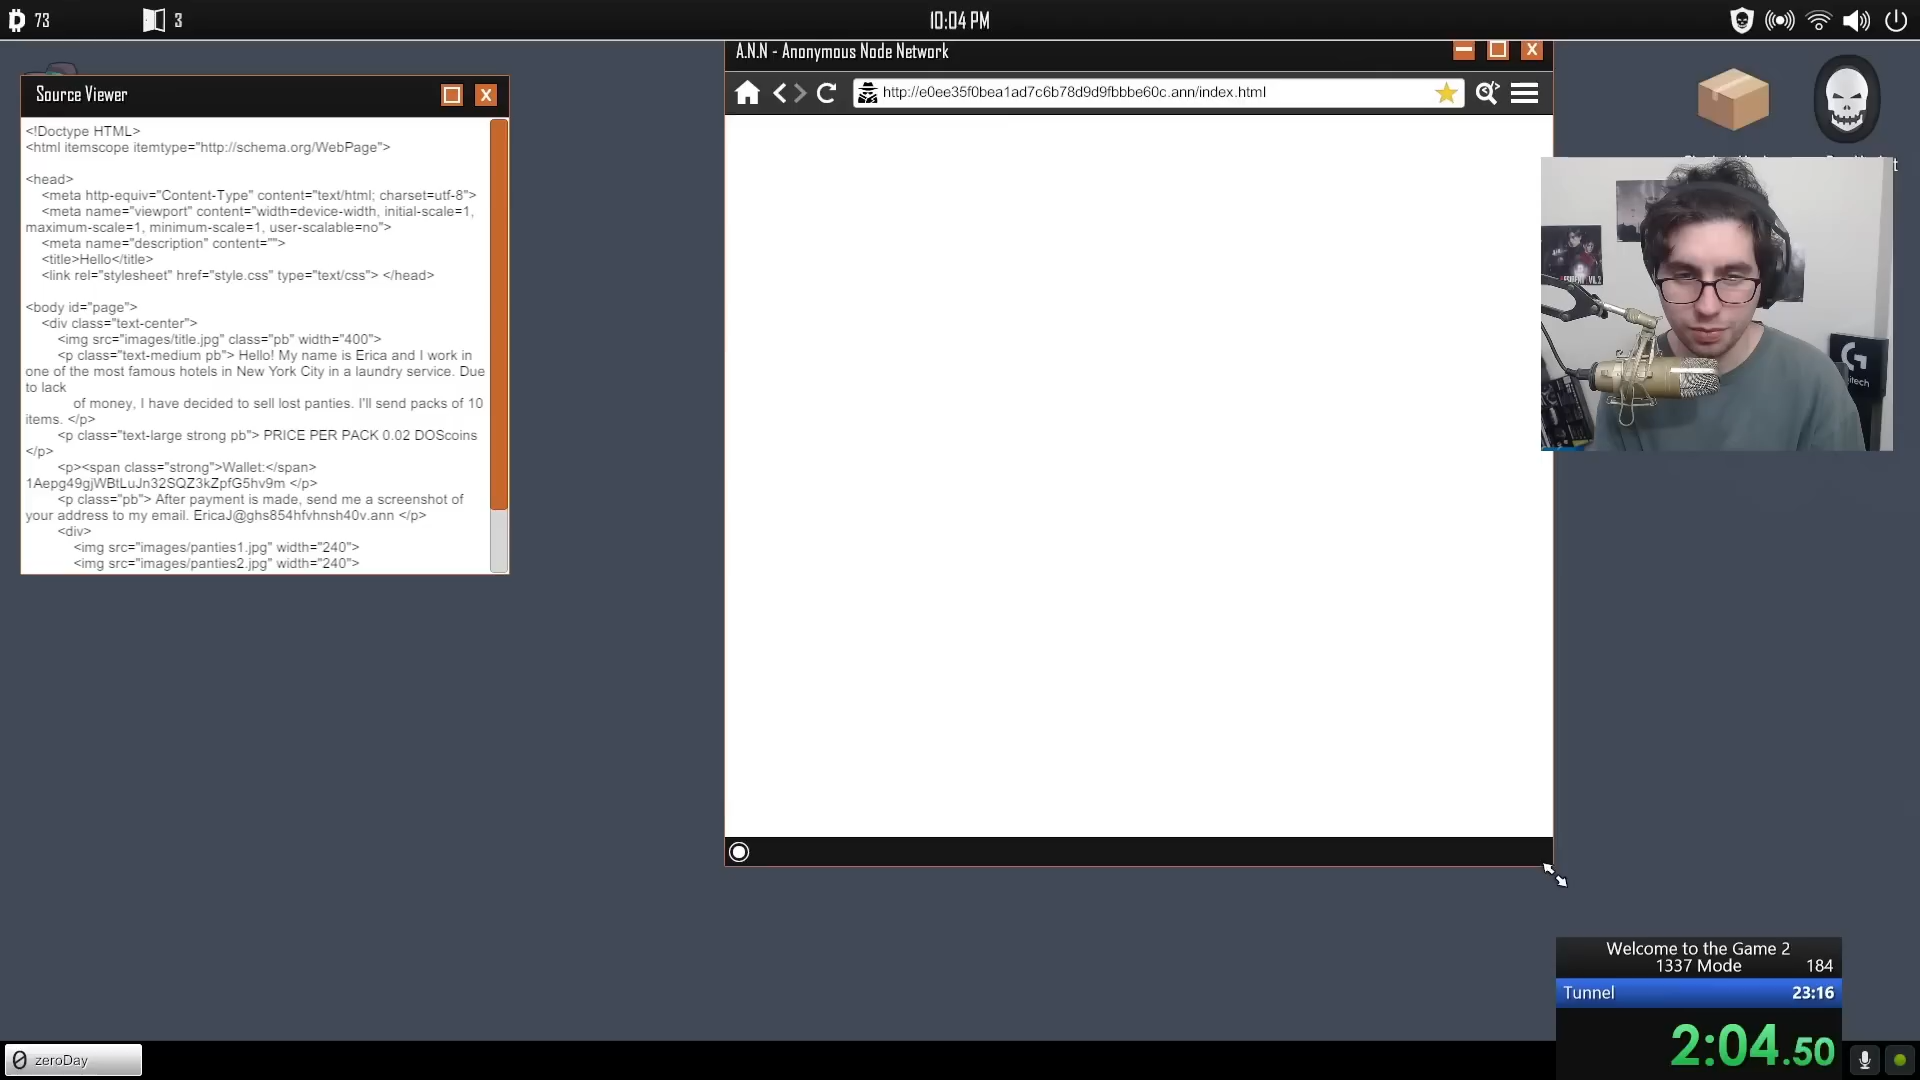 73
3
10:04 PM
A.N.N - Anonymous Node Network
http://e0ee35f0bea1ad7c6b78d9d9fbbbe60c.ann/index.html
Source Viewer
<!Doctype HTML>
<html itemscope itemtype="http://schema.org/WebPage">
<head>
<meta http-equiv="Content-Type" content="text/html; charset=utf-8">
<meta name="viewport" content="width=device-width, initial-scale=1,
maximum-scale=1, minimum-scale=1, user-scalable=no">
<meta name="description" content="">
<title>Hello</title>
<link rel="stylesheet" href="style.css" type="text/css"> </head>
<body id="page">
<div class="text-center">
<img src="images/title.jpg" class="pb" width="400">
<p class="text-medium pb"> Hello! My name is Erica and I work in
one of the most famous hotels in New York City in a laundry service. Due
to lack
of money, I have decided to sell lost panties. I'll send packs of 10
items. </p>
<p class="text-large strong pb"> PRICE PER PACK 0.02 DOScoins
</p>
<p><span class="strong">Wallet:</span>
1Aepg49gjWBtLuJn32SQZ3kZpfG5hv9m </p>
<p class="pb"> After payment is made, send me a screenshot of
your address to my email. EricaJ@ghs854hfvhnsh40v.ann </p>
<div>
<img src="images/panties1.jpg" width="240">
<img src="images/panties2.jpg" width="240">
Welcome to the Game 2
1337 Mode 184
Tunnel 23:16
2:04.50
zeroDay